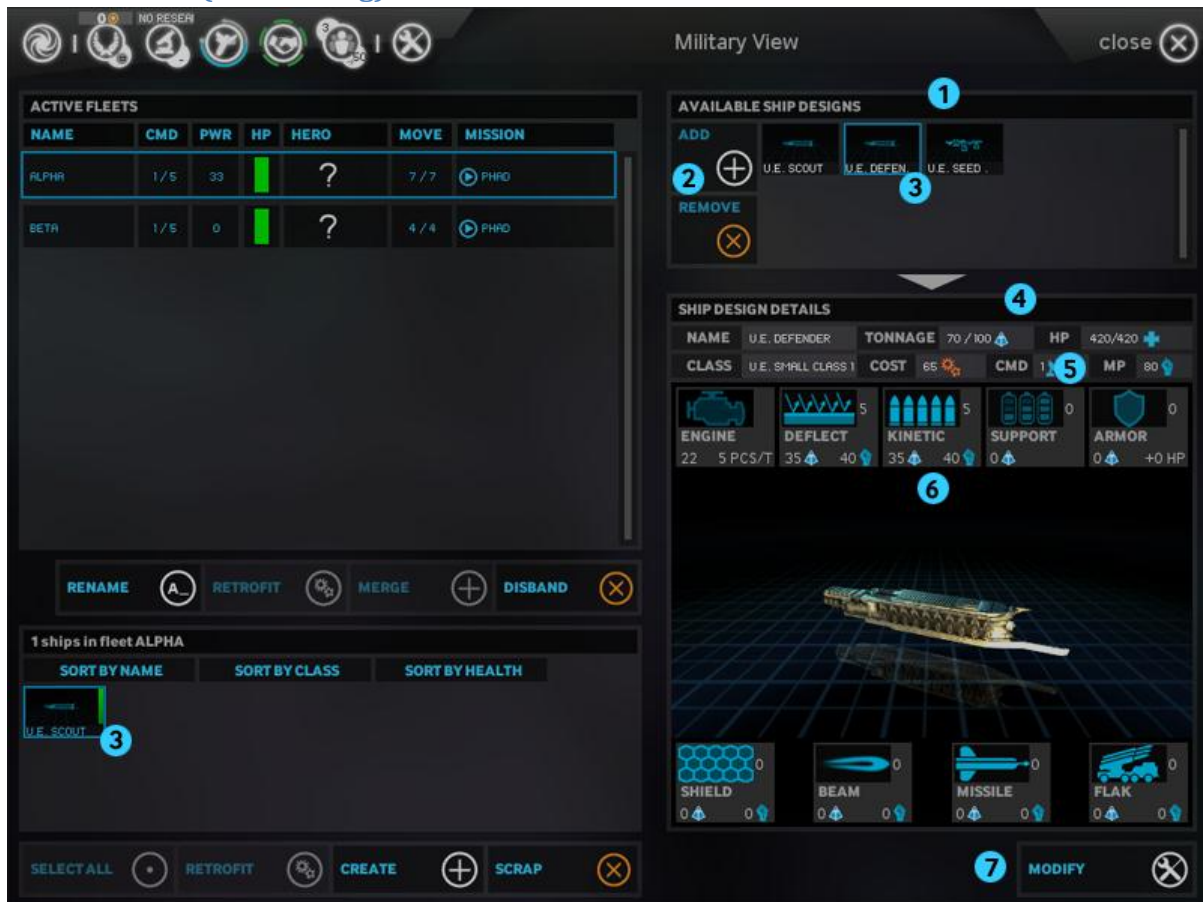 0 NO RESEAR
3
50
Military View close
ACTIVE FLEETS
NAME CMD PWR HP HERO MOVE MISSION
ALPHA 1/5 33 ? 7/7 PHAD
BETA 1/5 0 ? 4/4 PHAD
RENAME A_ RETROFIT MERGE DISBAND
1 ships in fleet ALPHA
SORT BY NAME SORT BY CLASS SORT BY HEALTH
U.E. SCOUT
3
SELECT ALL RETROFIT CREATE SCRAP
1
AVAILABLE SHIP DESIGNS
ADD
2
U.E. SCOUT U.E. DEFEN. U.E. SEED .
3
REMOVE
4
SHIP DESIGN DETAILS
NAME U.E. DEFENDER TONNAGE 70 / 100 HP 420/420
CLASS U.E. SMALL CLASS 1 COST 65 CMD 1 5 MP 80
5 5 0 0
ENGINE DEFLECT KINETIC SUPPORT ARMOR
22 5 PCS/T 35 40 35 40 0 0 +0 HP
6
0 0 0 0
SHIELD BEAM MISSILE FLAK
0 0 0 0 0 0 0 0
7 MODIFY